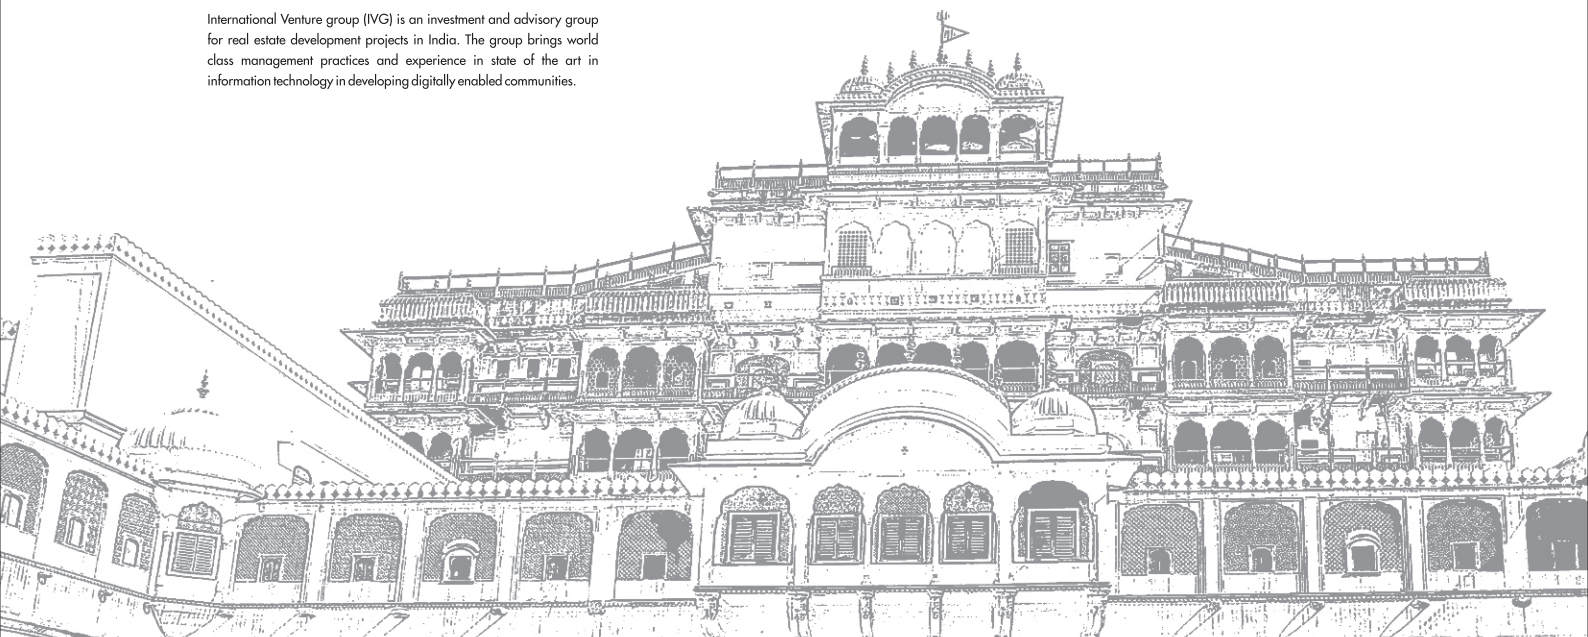 International Venture group (IVG) is an investment and advisory group
for real estate development projects in India. The group brings world
class management practices and experience in state of the art in
information technology in developing digitally enabled communities.